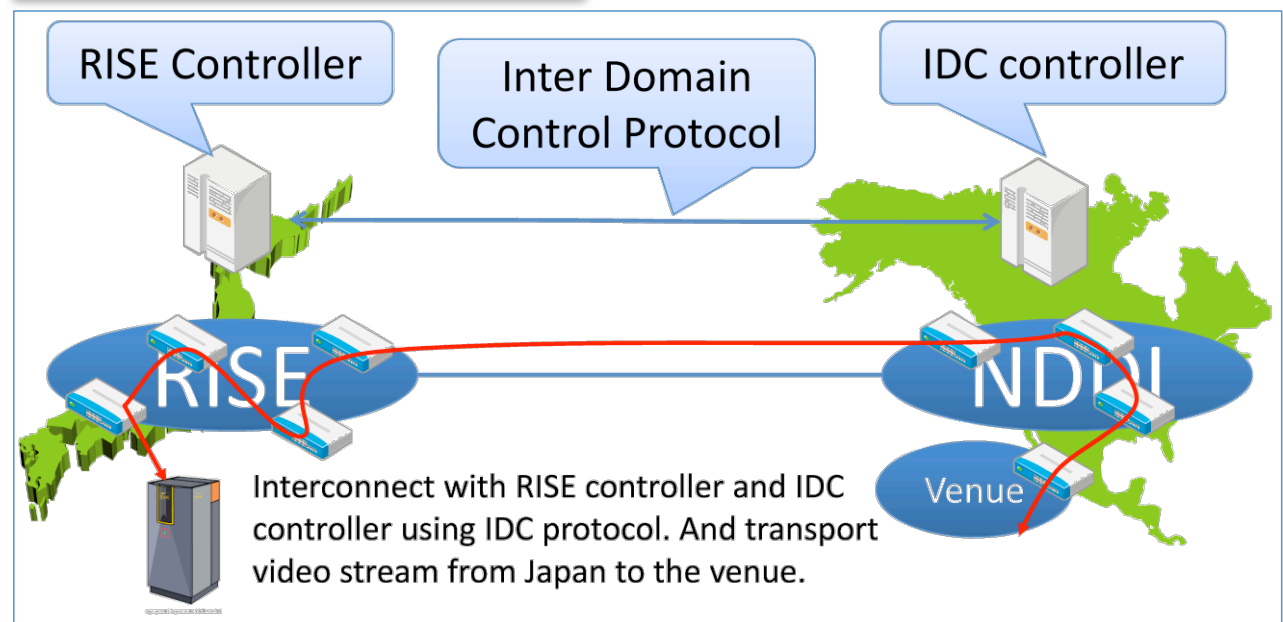 RISE Controller
Inter Domain
Control Protocol
IDC controller
RISE
NDDI
Venue
Interconnect with RISE controller and IDC
controller using IDC protocol. And transport
video stream from Japan to the venue.